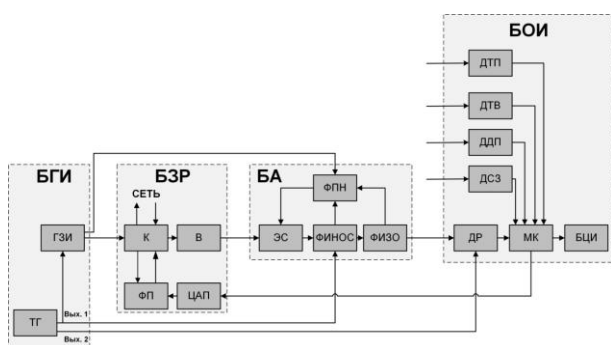 БОИ
ДТП
ДТВ
ДДП
ДСЗ
БГИ
БЗР
БА
СЕТЬ
ФПН
ГЗИ
К
В
ЭС
ФИНОС
ФИЗО
ДР
МК
БЦИ
ФП
ЦАП
ТГ
Вых. 1
Вых. 2